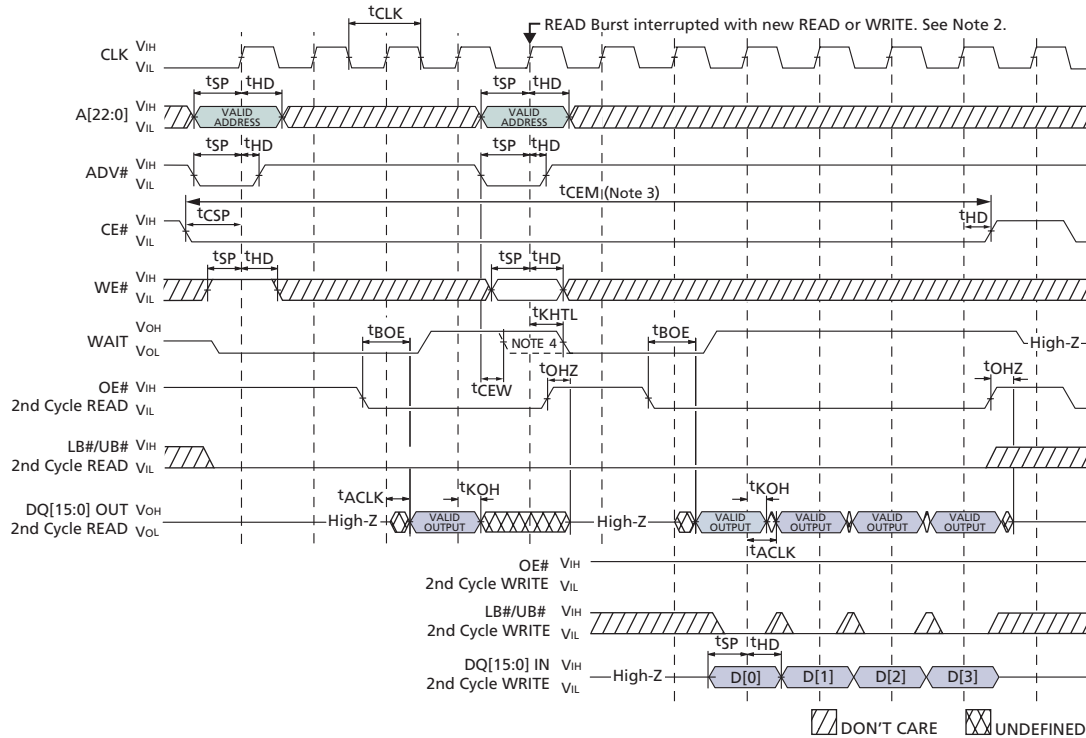 tCLK
READ Burst interrupted with new READ or WRITE. See Note 2.
CLK VIH
VIL
tSP tHD tSP tHD
A[22:0] VIH
VIL
VALID ADDRESS VALID ADDRESS
tSP tHD tSP tHD
ADV# VIH
VIL
tCEM (Note 3)
tCSP tHD
CE# VIH
VIL
tSP tHD tSP tHD
WE# VIH
VIL
tKHTL
tBOE tBOE
WAIT VOH
VOL
NOTE 4 High-Z
tOHZ tOHZ
tCEW
OE# VIH
2nd Cycle READ VIL
LB#/UB# VIH
2nd Cycle READ VIL
tACLK tKOH tKOH
DQ[15:0] OUT VOH
2nd Cycle READ VOL
High-Z VALID OUTPUT High-Z VALID OUTPUT VALID OUTPUT VALID OUTPUT VALID OUTPUT
tACLK
OE# VIH
2nd Cycle WRITE VIL
LB#/UB# VIH
2nd Cycle WRITE VIL
tSP tHD
DQ[15:0] IN VIH
2nd Cycle WRITE VIL
High-Z D[0] D[1] D[2] D[3]
DON'T CARE UNDEFINED